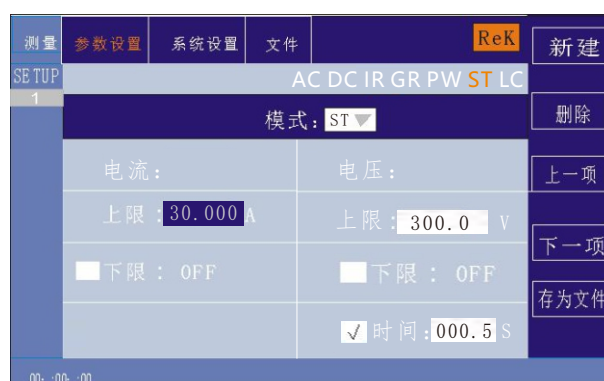 测量 参数设置 系统设置 文件 ReK 新建
SETUP AC DC IR GR PW ST LC
1
模式：ST 删除
电流： 电压： 上一项
上限：30.000 A 上限：300.0 V
下一项
下限：OFF 下限：OFF
存为文件
√ 时间：000.5 S